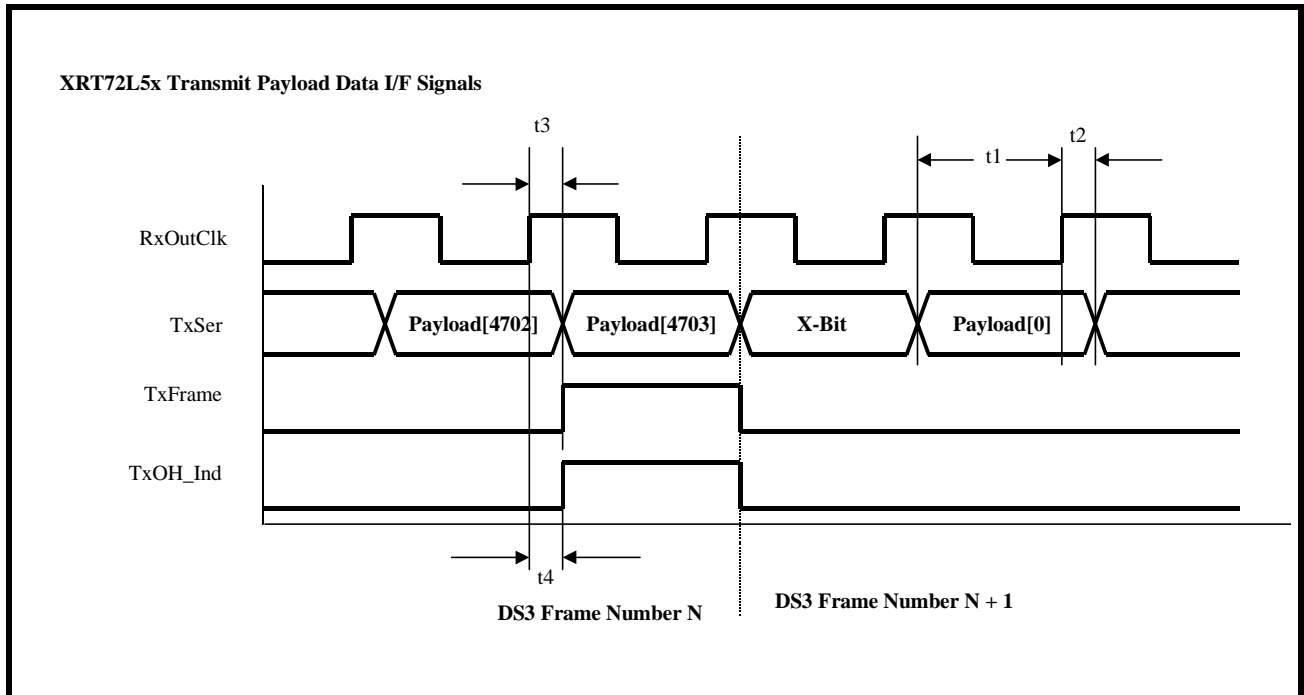 XRT72L5x Transmit Payload Data I/F Signals
t3
t2
t1
RxOutClk
TxSer
Payload[4702]
Payload[4703]
X-Bit
Payload[0]
TxFrame
TxOH_Ind
t4
DS3 Frame Number N
DS3 Frame Number N + 1